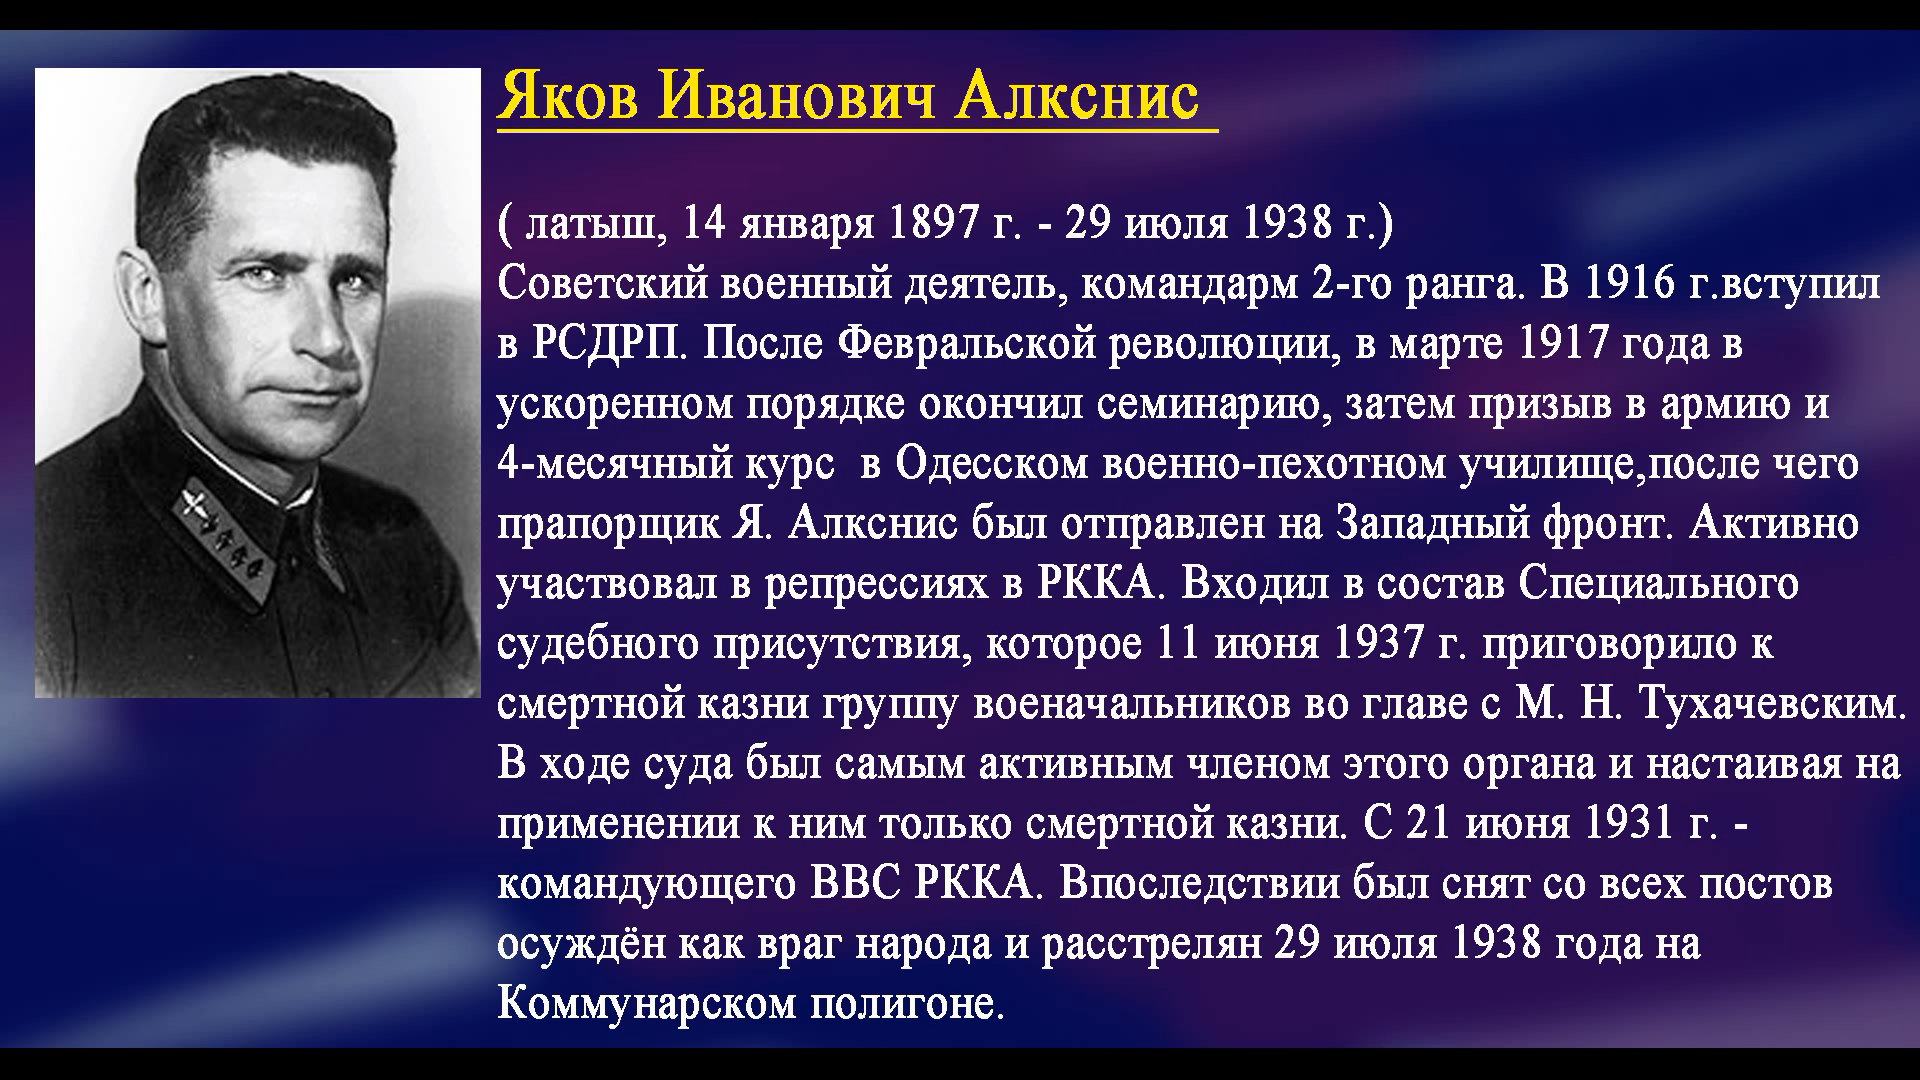 Яков Иванович Алкснис
( латыш, 14 января 1897 г. - 29 июля 1938 г.)
Советский военный деятель, командарм 2-го ранга. В 1916 г.вступил
в РСДРП. После Февральской революции, в марте 1917 года в
ускоренном порядке окончил семинарию, затем призыв в армию и
4-месячный курс  в Одесском военно-пехотном училище,после чего
прапорщик Я. Алкснис был отправлен на Западный фронт. Активно
участвовал в репрессиях в РККА. Входил в состав Специального
судебного присутствия, которое 11 июня 1937 г. приговорило к
смертной казни группу военачальников во главе с М. Н. Тухачевским.
В ходе суда был самым активным членом этого органа и настаивая на
применении к ним только смертной казни. С 21 июня 1931 г. -
командующего ВВС РККА. Впоследствии был снят со всех постов
осуждён как враг народа и расстрелян 29 июля 1938 года на
Коммунарском полигоне.